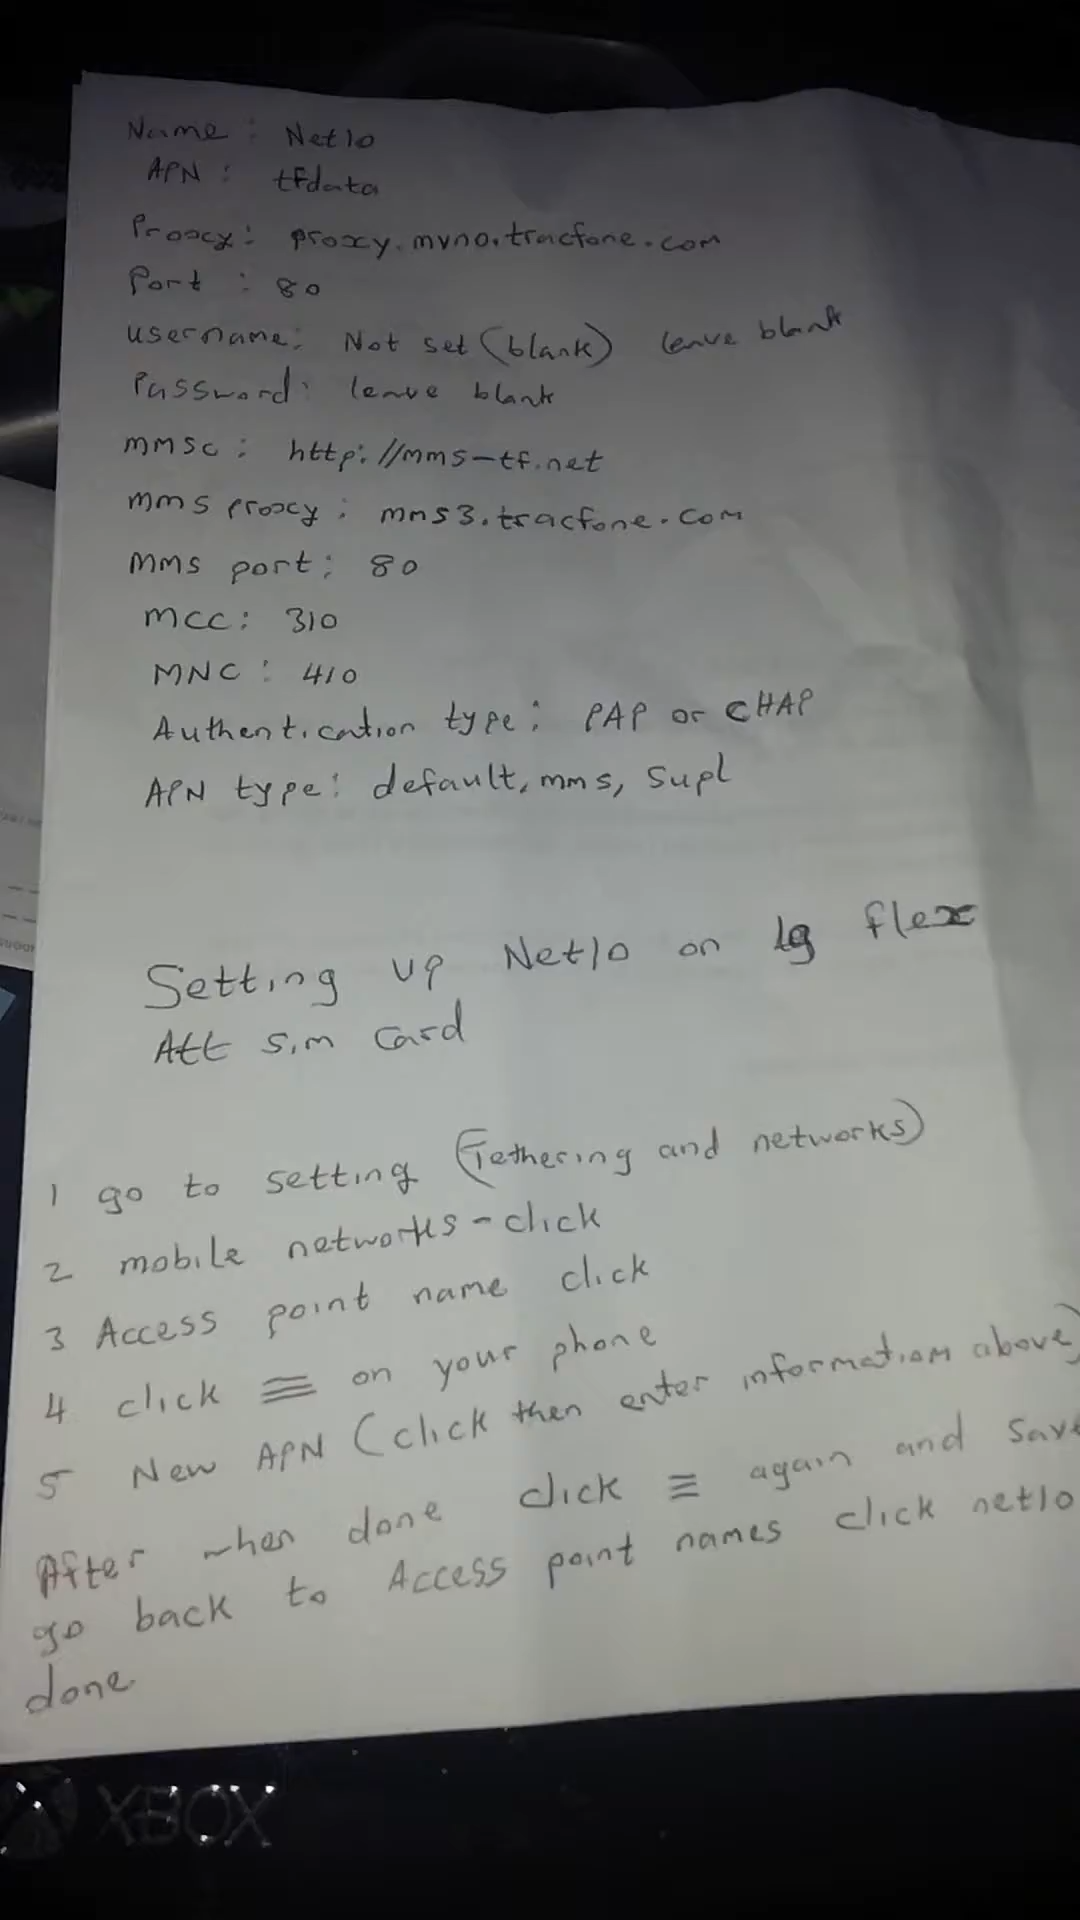 Name : Net10
APN : tfdata
Proxy: proxy.mvno.tracfone.com
Port : 80
username: Not set (blank) leave blank
Password: leave blank
mmsc : http://mms-tf.net
mms proxy : mms3.tracfone.com
mms port: 80
MCC: 310
MNC : 410
Authentication type: PAP or CHAP
APN type: default, mms, supl
Setting up Net10 on lg flex
Att sim card
1 go to setting (Tethering and networks)
2 mobile networks - click
3 Access point name click
4 click ≡ on your phone
5 New APN (click then enter information above)
After when done click ≡ again and save
go back to Access point names click net10
done
XBOX